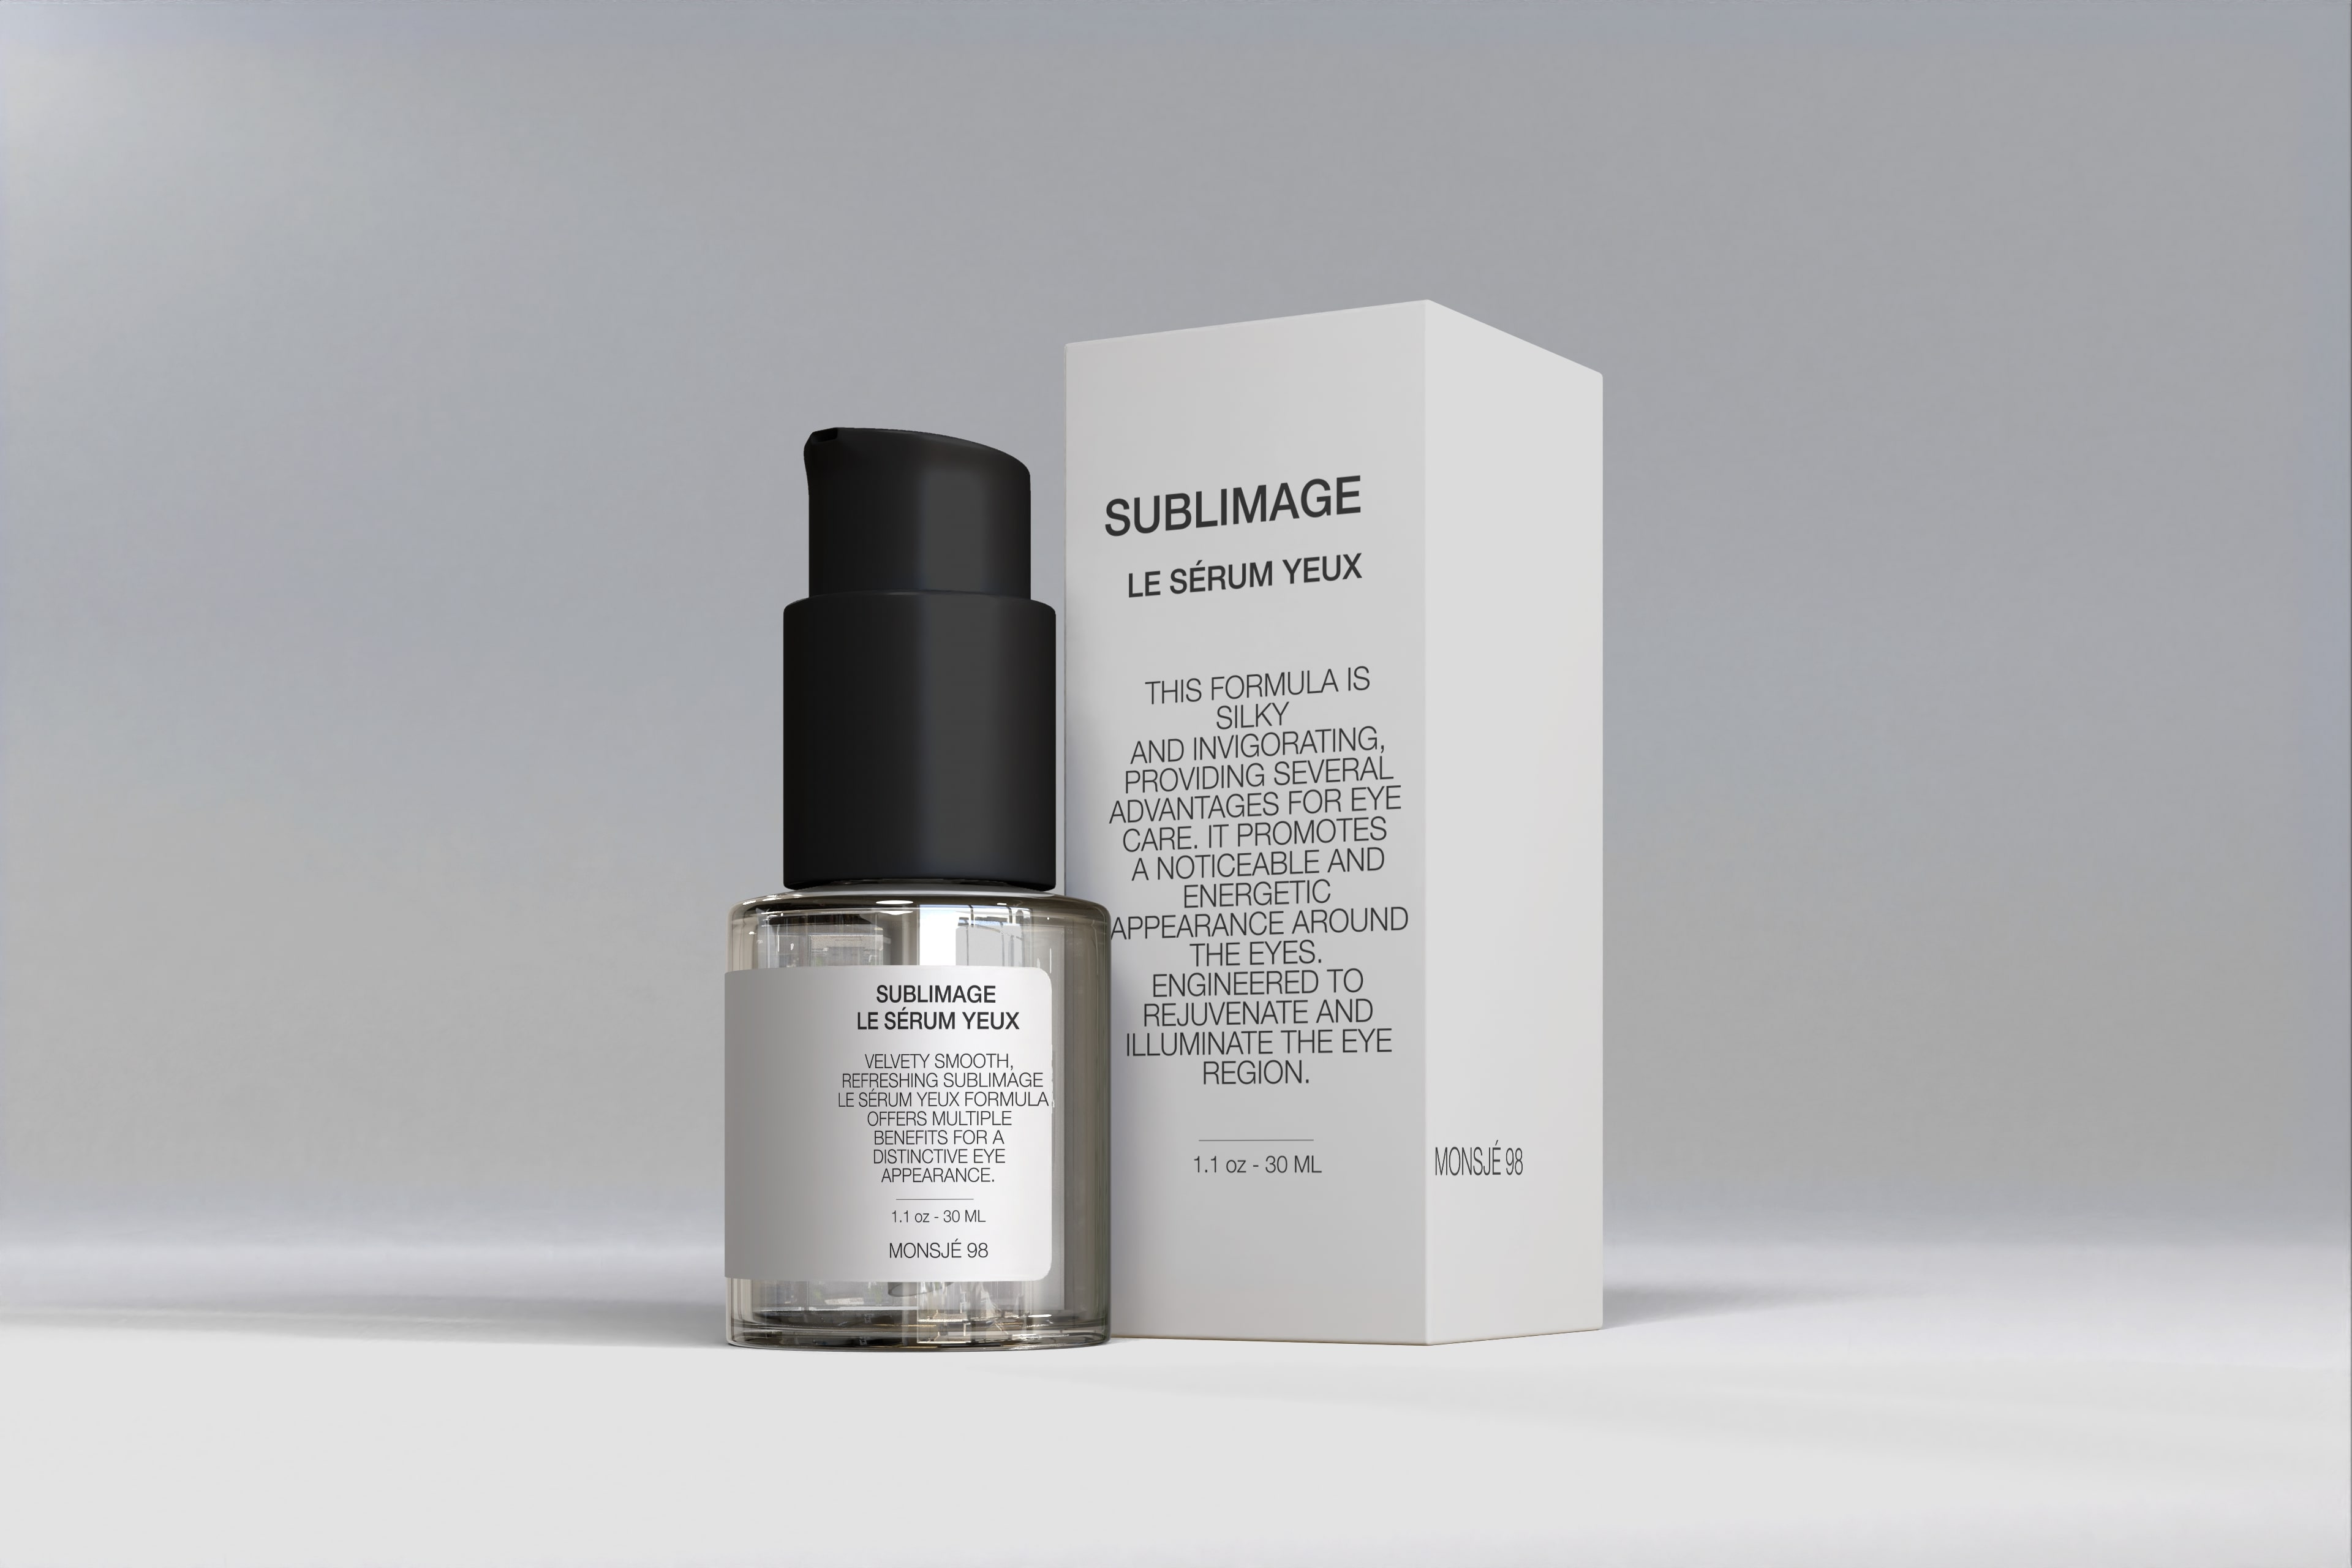 SUBLIMAGE
LE SÉRUM YEUX
THIS FORMULA IS
SILKY
AND INVIGORATING,
PROVIDING SEVERAL
ADVANTAGES FOR EYE
CARE. IT PROMOTES
A NOTICEABLE AND
ENERGETIC
APPEARANCE AROUND
THE EYES.
ENGINEERED TO
REJUVENATE AND
ILLUMINATE THE EYE
REGION.
1.1 oz - 30 ML
MONSJÉ 98
SUBLIMAGE
LE SÉRUM YEUX
VELVETY SMOOTH,
REFRESHING SUBLIMAGE
LE SÉRUM YEUX FORMULA
OFFERS MULTIPLE
BENEFITS FOR A
DISTINCTIVE EYE
APPEARANCE.
1.1 oz - 30 ML
MONSJÉ 98